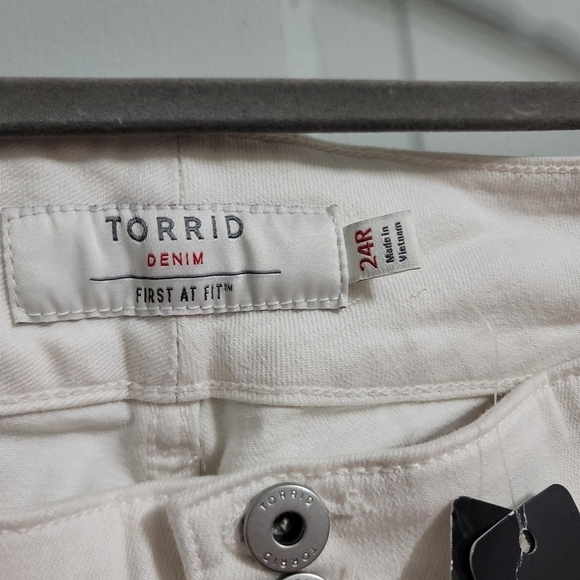 TORRID
DENIM
FIRST AT FIT™
24R
Made in
Vietnam
TORRID
TORRID